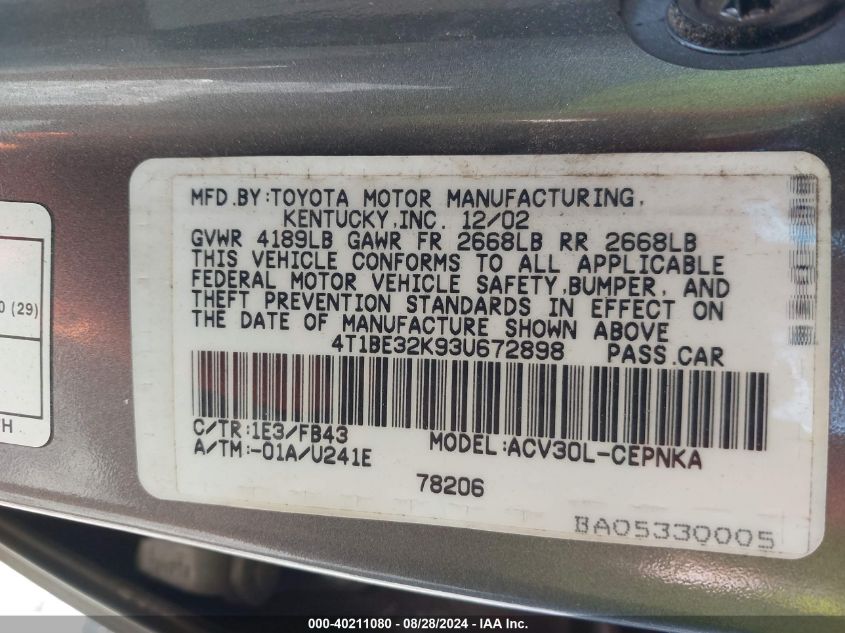 MFD.BY:TOYOTA MOTOR MANUFACTURING,
KENTUCKY,INC. 12/02
GVWR 4189LB GAWR FR 2668LB RR 2668LB
THIS VEHICLE CONFORMS TO ALL APPLICABLE
FEDERAL MOTOR VEHICLE SAFETY,BUMPER, AND
THEFT PREVENTION STANDARDS IN EFFECT ON
THE DATE OF MANUFACTURE SHOWN ABOVE
4T1BE32K93U672898 PASS.CAR
C/TR:1E3/FB43
A/TM:-01A/U241E
MODEL:ACV30L-CEPNKA
78206
BA05330005
0 (29)
TH
000-40211080 | 08/28/2024 - IAAI Inc.